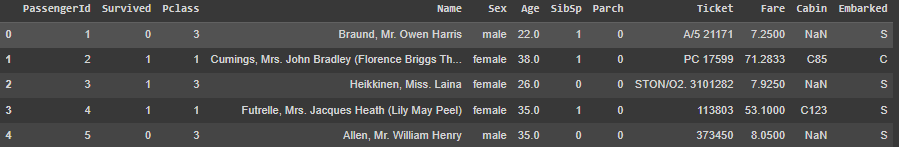 PassengerId Survived Pclass Name Sex Age SibSp Parch Ticket Fare Cabin Embarked
0 1 0 3 Braund, Mr. Owen Harris male 22.0 1 0 A/5 21171 7.2500 NaN S
1 2 1 1 Cumings, Mrs. John Bradley (Florence Briggs Th... female 38.0 1 0 PC 17599 71.2833 C85 C
2 3 1 3 Heikkinen, Miss. Laina female 26.0 0 0 STON/O2. 3101282 7.9250 NaN S
3 4 1 1 Futrelle, Mrs. Jacques Heath (Lily May Peel) female 35.0 1 0 113803 53.1000 C123 S
4 5 0 3 Allen, Mr. William Henry male 35.0 0 0 373450 8.0500 NaN S